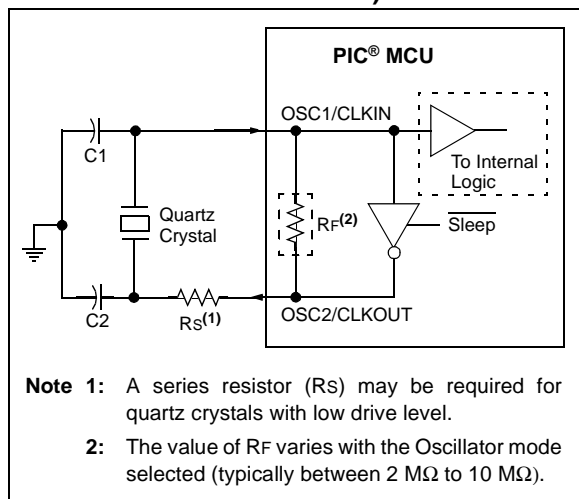 PIC® MCU
OSC1/CLKIN
C1
To Internal
Logic
Quartz
Crystal
RF(2)
Sleep
C2
RS(1)
OSC2/CLKOUT
Note 1: A series resistor (RS) may be required for
quartz crystals with low drive level.
2: The value of RF varies with the Oscillator mode
selected (typically between 2 MΩ to 10 MΩ).